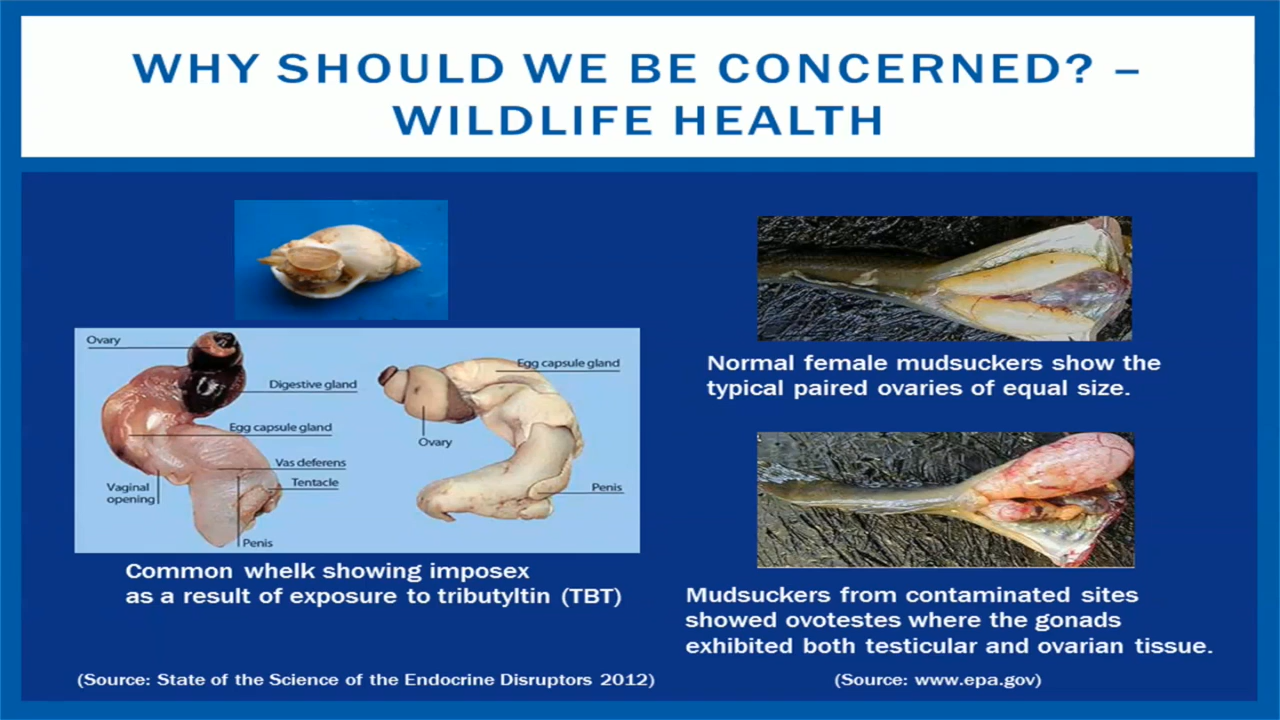 WHY SHOULD WE BE CONCERNED? –
WILDLIFE HEALTH
Ovary
Digestive gland
Egg capsule gland
Vas deferens
Tentacle
Vaginal
opening
Penis
Egg capsule gland
Ovary
Penis
Common whelk showing imposex
as a result of exposure to tributyltin (TBT)
(Source: State of the Science of the Endocrine Disruptors 2012)
Normal female mudsuckers show the
typical paired ovaries of equal size.
Mudsuckers from contaminated sites
showed ovotestes where the gonads
exhibited both testicular and ovarian tissue.
(Source: www.epa.gov)